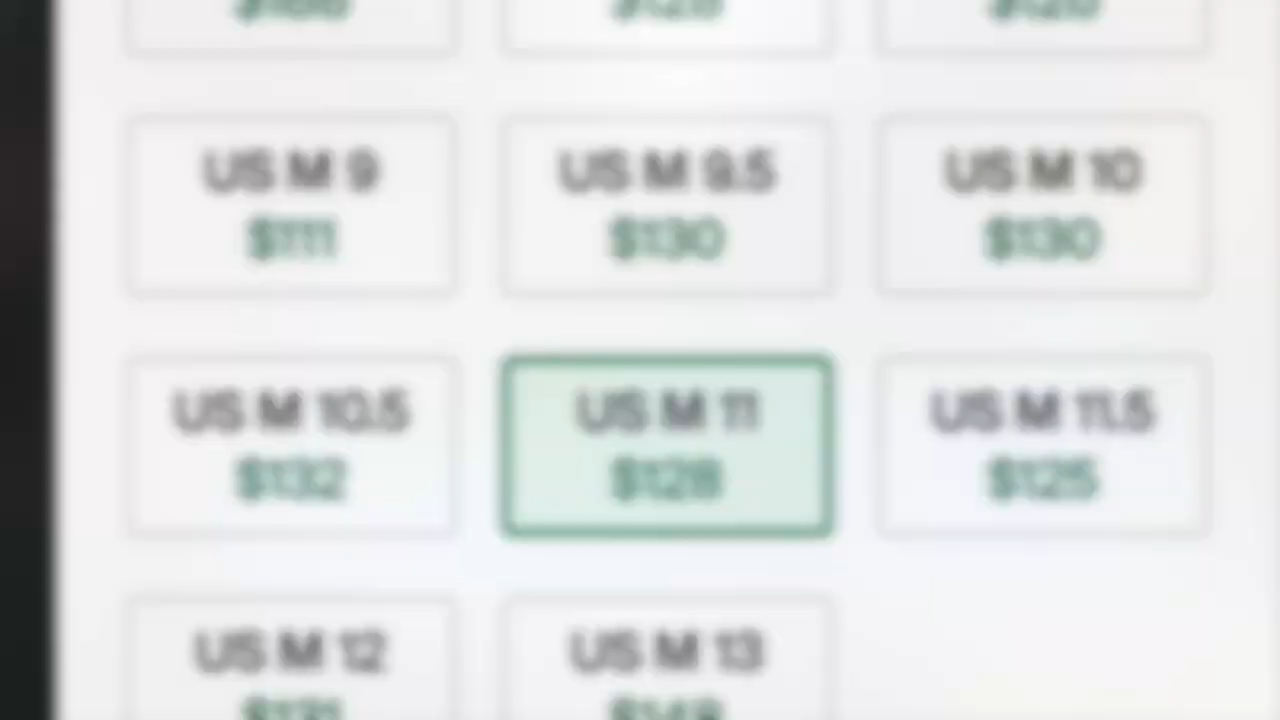 US M 9
$111
US M 9.5
$130
US M 10
$130
US M 10.5
$132
US M 11
$128
US M 11.5
$125
US M 12
$131
US M 13